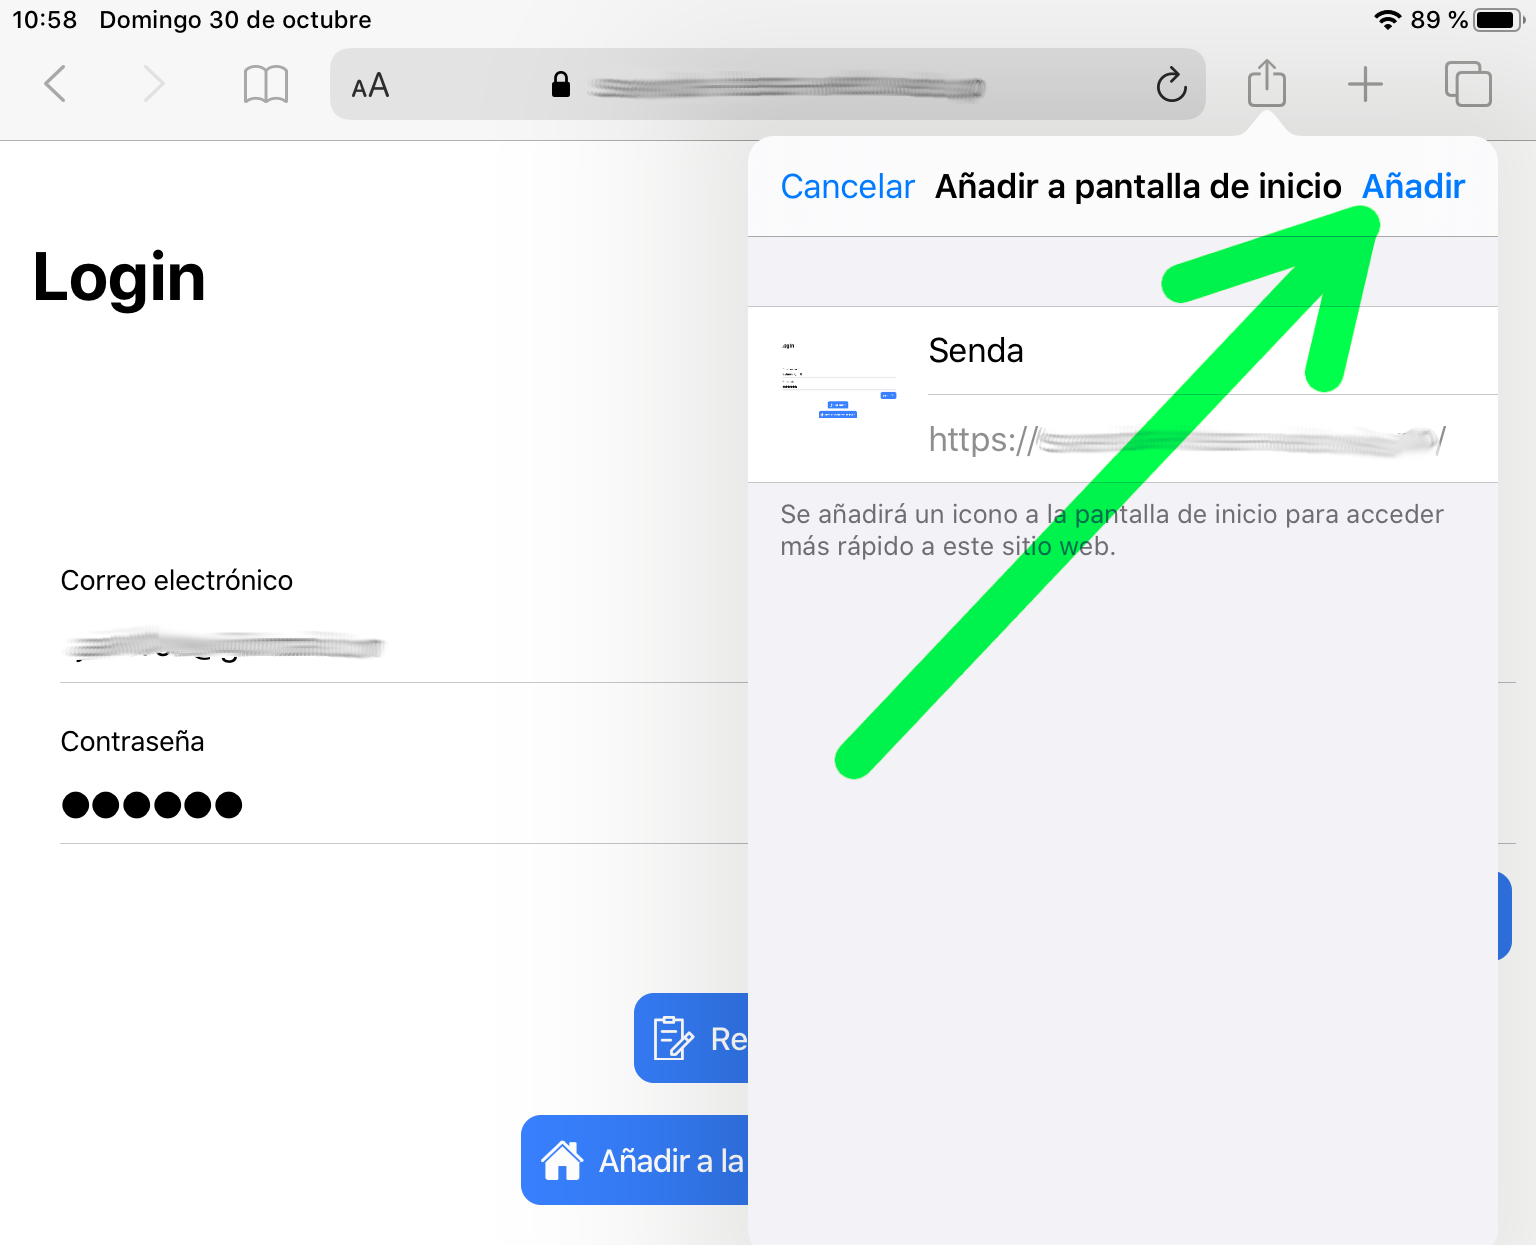 10:58 Domingo 30 de octubre
89 %
AA
Cancelar Añadir a pantalla de inicio Añadir
Login
Senda
https:// /
Se añadirá un icono a la pantalla de inicio para acceder
más rápido a este sitio web.
Correo electrónico
Contraseña
●●●●●●
Re
Añadir a la